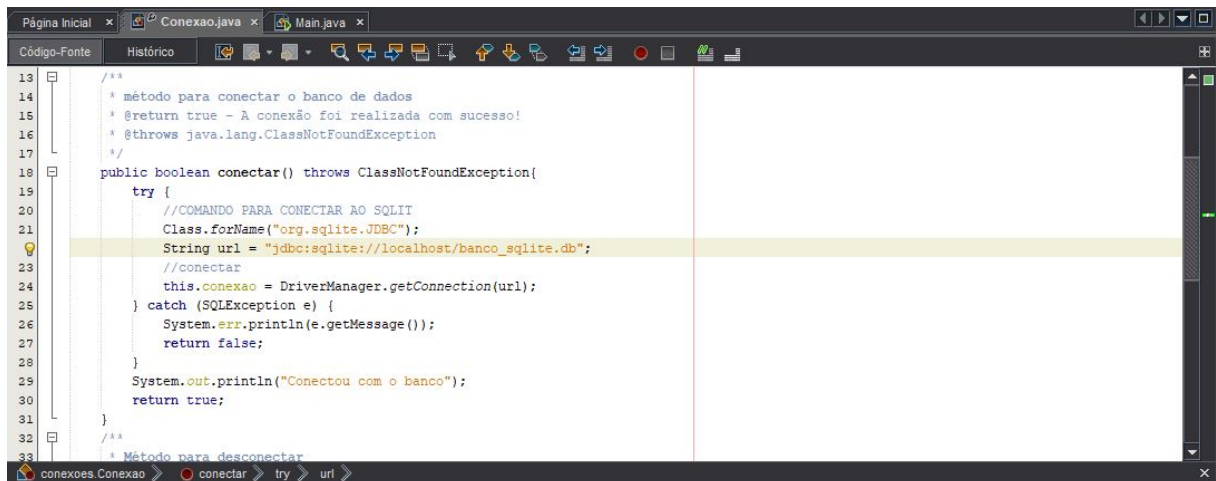 Página Inicial
Conexao.java
Main.java
Código-Fonte
Histórico
13 /**
14 * método para conectar o banco de dados
15 * @return true - A conexão foi realizada com sucesso!
16 * @throws java.lang.ClassNotFoundException
17 */
18 public boolean conectar() throws ClassNotFoundException{
19 try {
20 //COMANDO PARA CONECTAR AO SQLIT
21 Class.forName("org.sqlite.JDBC");
String url = "jdbc:sqlite://localhost/banco_sqlite.db";
23 //conectar
24 this.conexao = DriverManager.getConnection(url);
25 } catch (SQLException e) {
26 System.err.println(e.getMessage());
27 return false;
28 }
29 System.out.println("Conectou com o banco");
30 return true;
31 }
32 /**
33 * Método para desconectar
conexoes.Conexao conectar try url